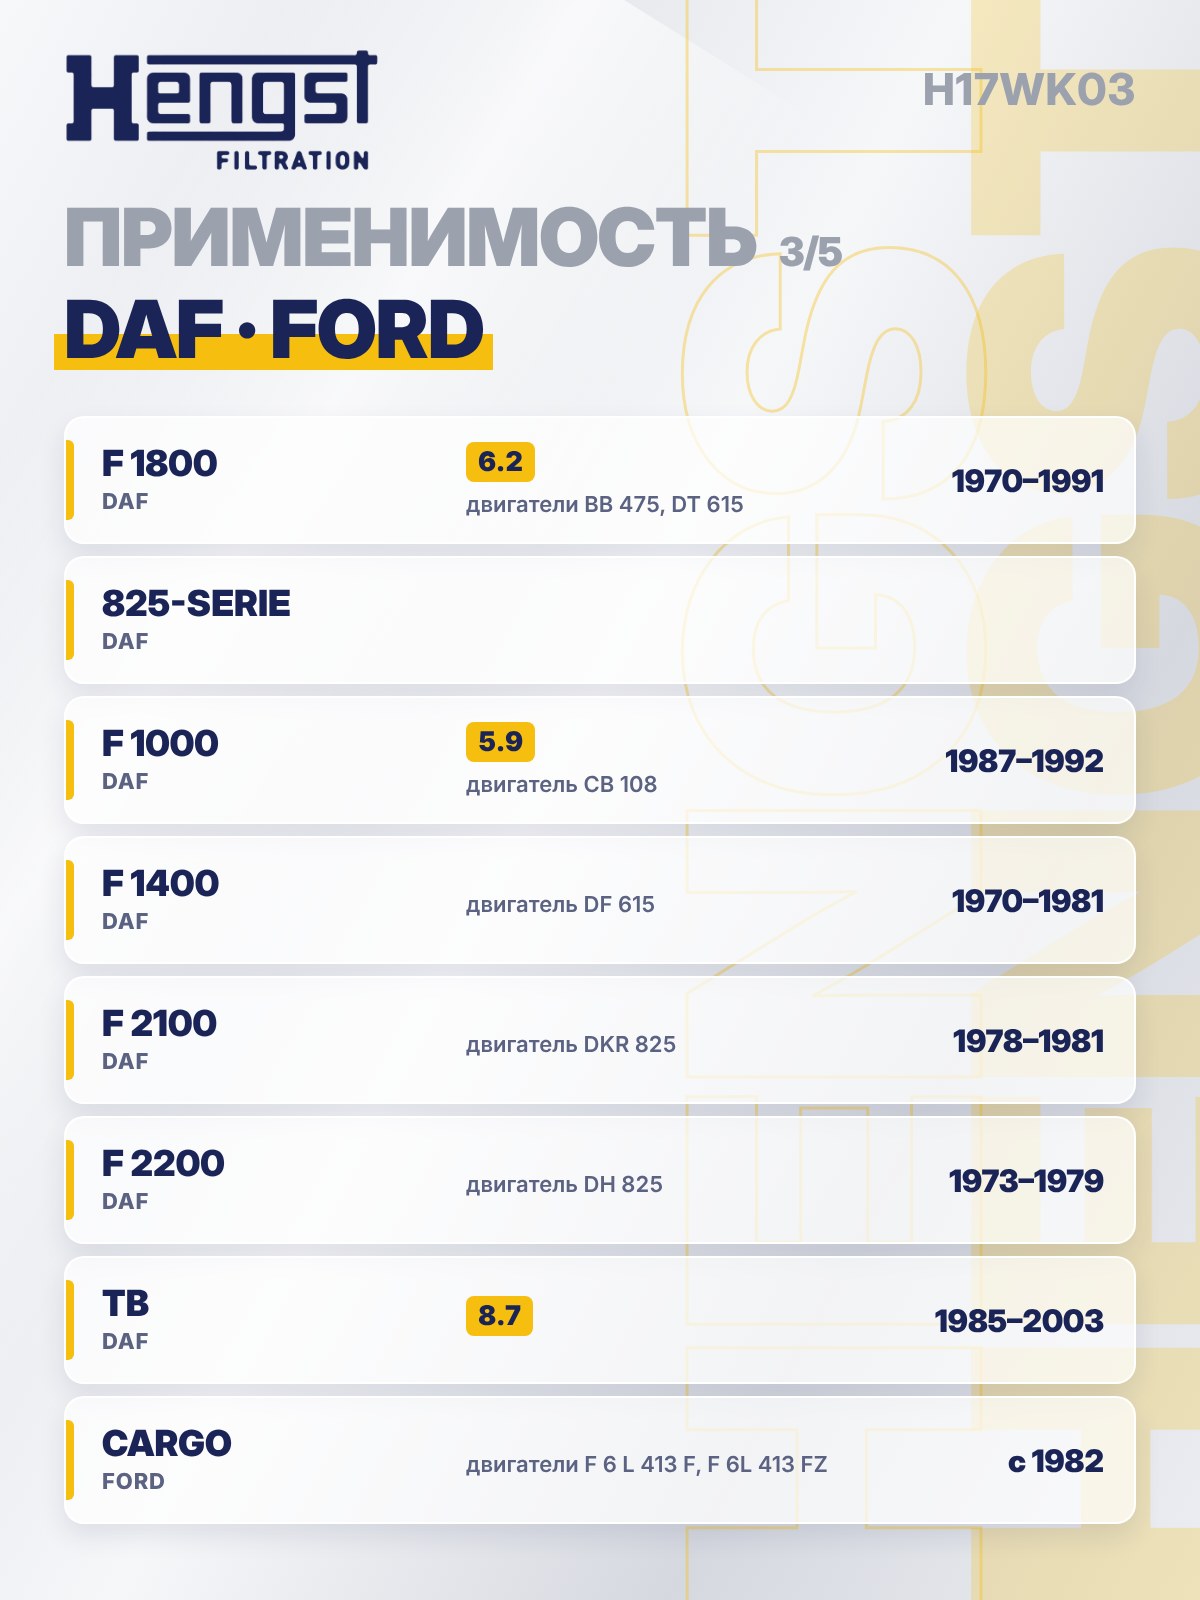 Hengst
FILTRATION
H17WK03
ПРИМЕНИМОСТЬ 3/5
DAF · FORD
F 1800
DAF
6.2
двигатели BB 475, DT 615
1970–1991
825-SERIE
DAF
F 1000
DAF
5.9
двигатель CB 108
1987–1992
F 1400
DAF
двигатель DF 615
1970–1981
F 2100
DAF
двигатель DKR 825
1978–1981
F 2200
DAF
двигатель DH 825
1973–1979
TB
DAF
8.7
1985–2003
CARGO
FORD
двигатели F 6 L 413 F, F 6L 413 FZ
с 1982
HENGST
HENGST